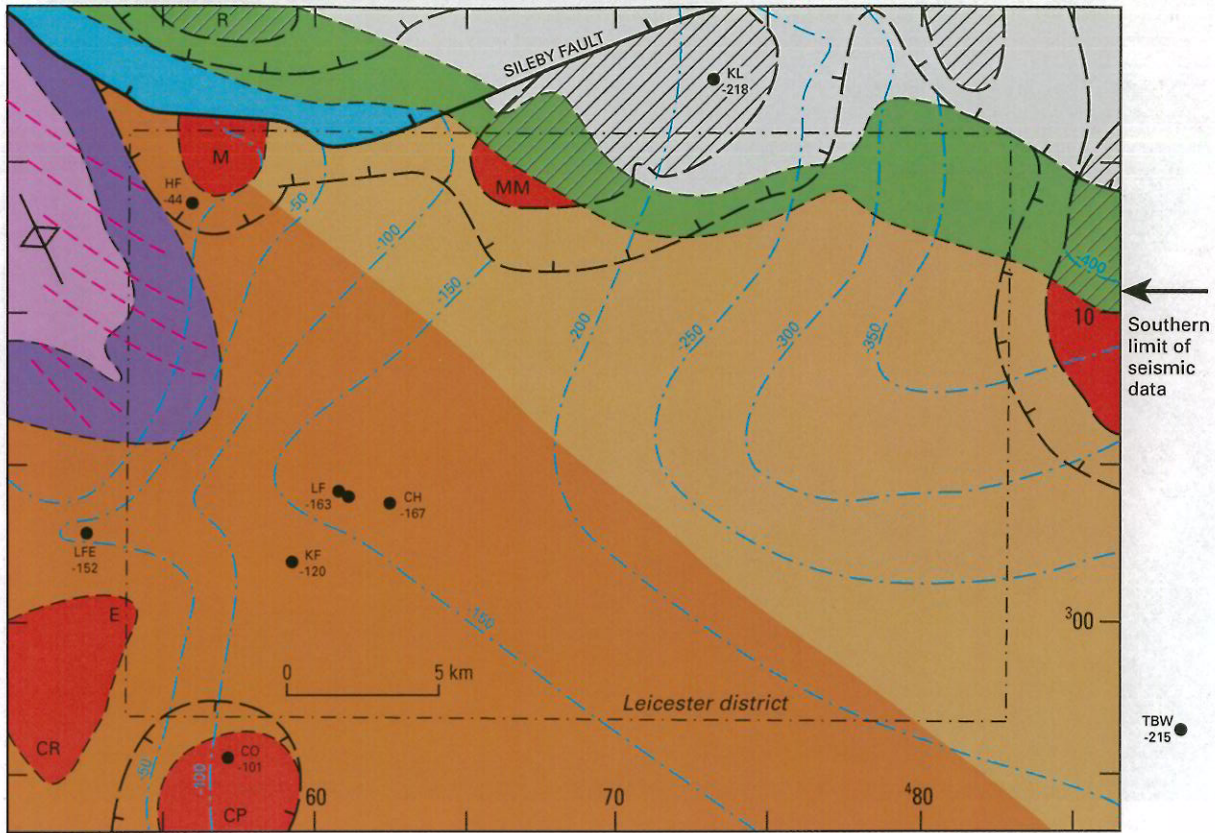 R
SILEBY FAULT
KL
-218
M
HF
-44
MM
-50
-100
-150
-200
-250
-300
-350
-400
10
Southern
limit of
seismic
data
LF
-163
CH
-167
LFE
-152
KF
-120
E
-150
³00
0 5 km
Leicester district
TBW
-215
CR
CO
-101
-50
-100
CP
60
70
⁴80